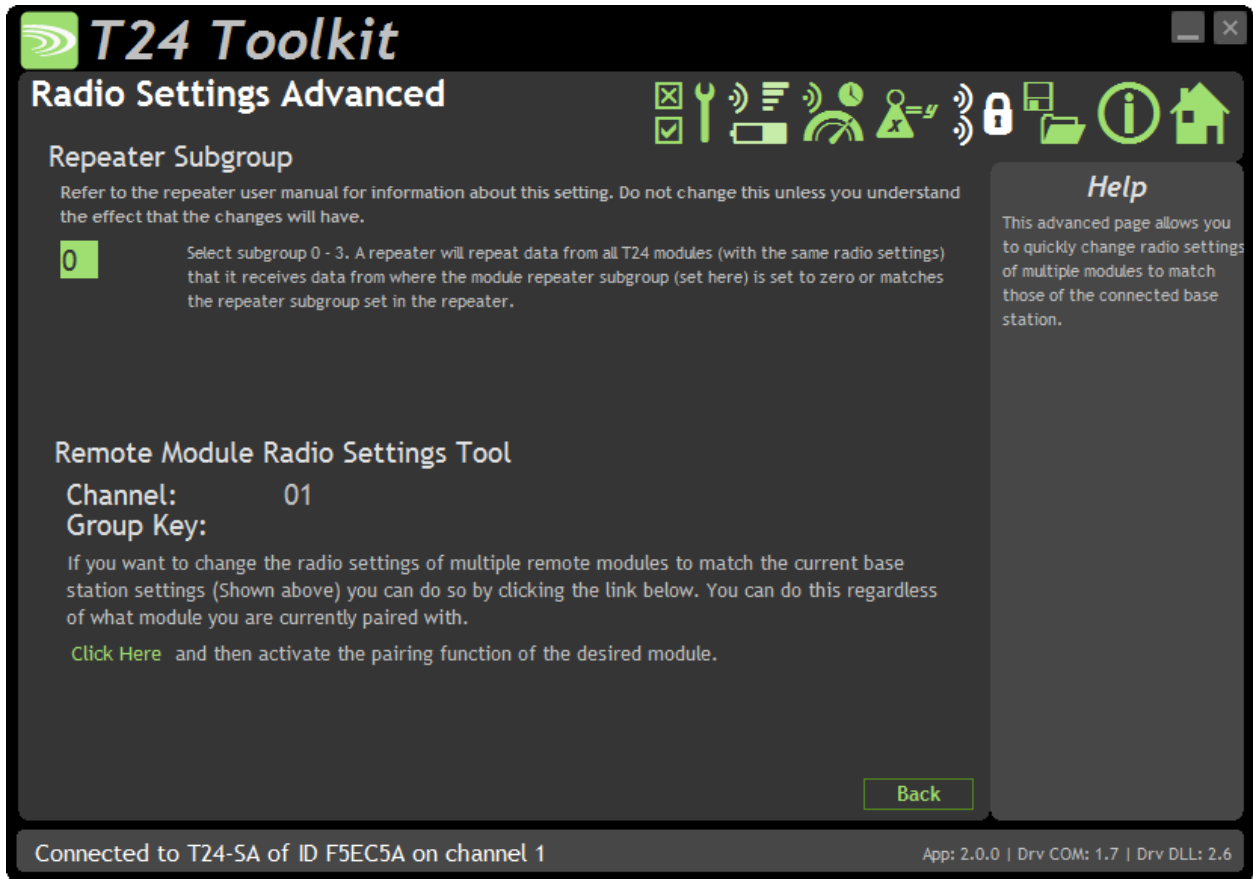 T24 Toolkit
Radio Settings Advanced
x=y
Repeater Subgroup
Refer to the repeater user manual for information about this setting. Do not change this unless you understand
the effect that the changes will have.
0
Select subgroup 0 - 3. A repeater will repeat data from all T24 modules (with the same radio settings)
that it receives data from where the module repeater subgroup (set here) is set to zero or matches
the repeater subgroup set in the repeater.
Remote Module Radio Settings Tool
Channel: 01
Group Key:
If you want to change the radio settings of multiple remote modules to match the current base
station settings (Shown above) you can do so by clicking the link below. You can do this regardless
of what module you are currently paired with.
Click Here and then activate the pairing function of the desired module.
Back
Help
This advanced page allows you
to quickly change radio settings
of multiple modules to match
those of the connected base
station.
Connected to T24-SA of ID F5EC5A on channel 1
App: 2.0.0 | Drv COM: 1.7 | Drv DLL: 2.6